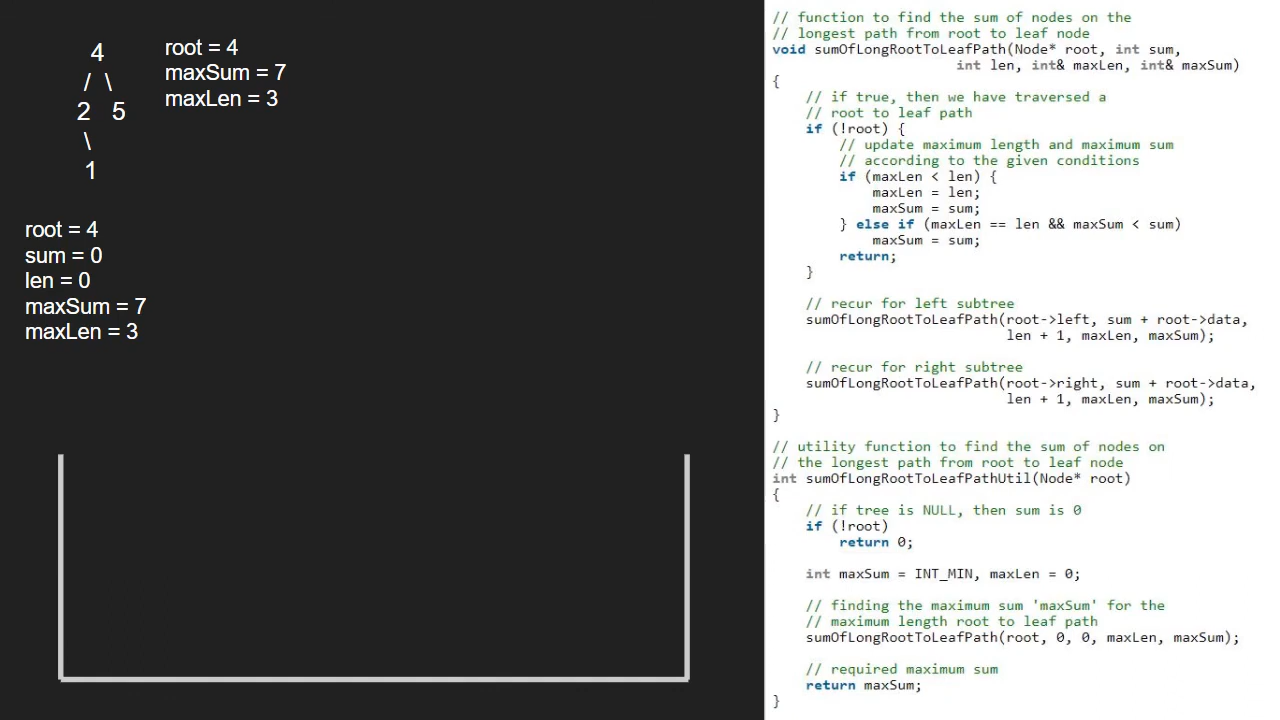 4
/ \
2 5
\
1
root = 4
maxSum = 7
maxLen = 3
root = 4
sum = 0
len = 0
maxSum = 7
maxLen = 3
// function to find the sum of nodes on the
// longest path from root to leaf node
void sumOfLongRootToLeafPath(Node* root, int sum,
                      int len, int& maxLen, int& maxSum)
{
    // if true, then we have traversed a
    // root to leaf path
    if (!root) {
        // update maximum length and maximum sum
        // according to the given conditions
        if (maxLen < len) {
            maxLen = len;
            maxSum = sum;
        } else if (maxLen == len && maxSum < sum)
            maxSum = sum;
        return;
    }
    // recur for left subtree
    sumOfLongRootToLeafPath(root->left, sum + root->data,
                            len + 1, maxLen, maxSum);
    // recur for right subtree
    sumOfLongRootToLeafPath(root->right, sum + root->data,
                            len + 1, maxLen, maxSum);
}
// utility function to find the sum of nodes on
// the longest path from root to leaf node
int sumOfLongRootToLeafPathUtil(Node* root)
{
    // if tree is NULL, then sum is 0
    if (!root)
        return 0;
    int maxSum = INT_MIN, maxLen = 0;
    // finding the maximum sum 'maxSum' for the
    // maximum length root to leaf path
    sumOfLongRootToLeafPath(root, 0, 0, maxLen, maxSum);
    // required maximum sum
    return maxSum;
}